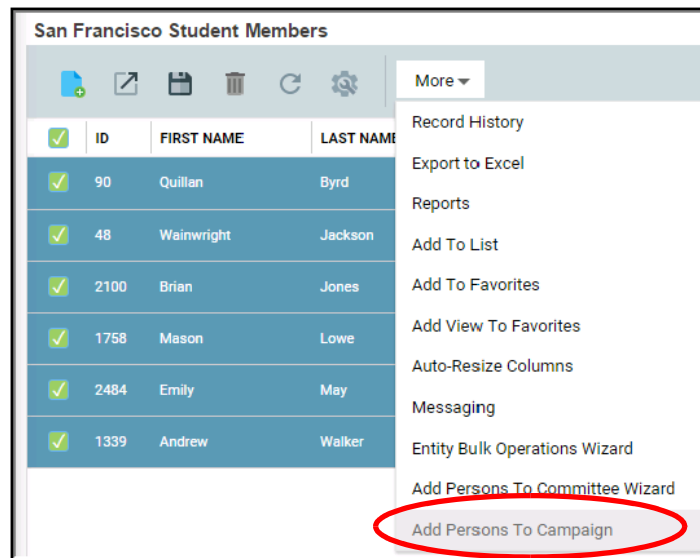 San Francisco Student Members
More
ID FIRST NAME LAST NAME
90 Quillan Byrd
48 Wainwright Jackson
2100 Brian Jones
1758 Mason Lowe
2484 Emily May
1339 Andrew Walker
Record History
Export to Excel
Reports
Add To List
Add To Favorites
Add View To Favorites
Auto-Resize Columns
Messaging
Entity Bulk Operations Wizard
Add Persons To Committee Wizard
Add Persons To Campaign